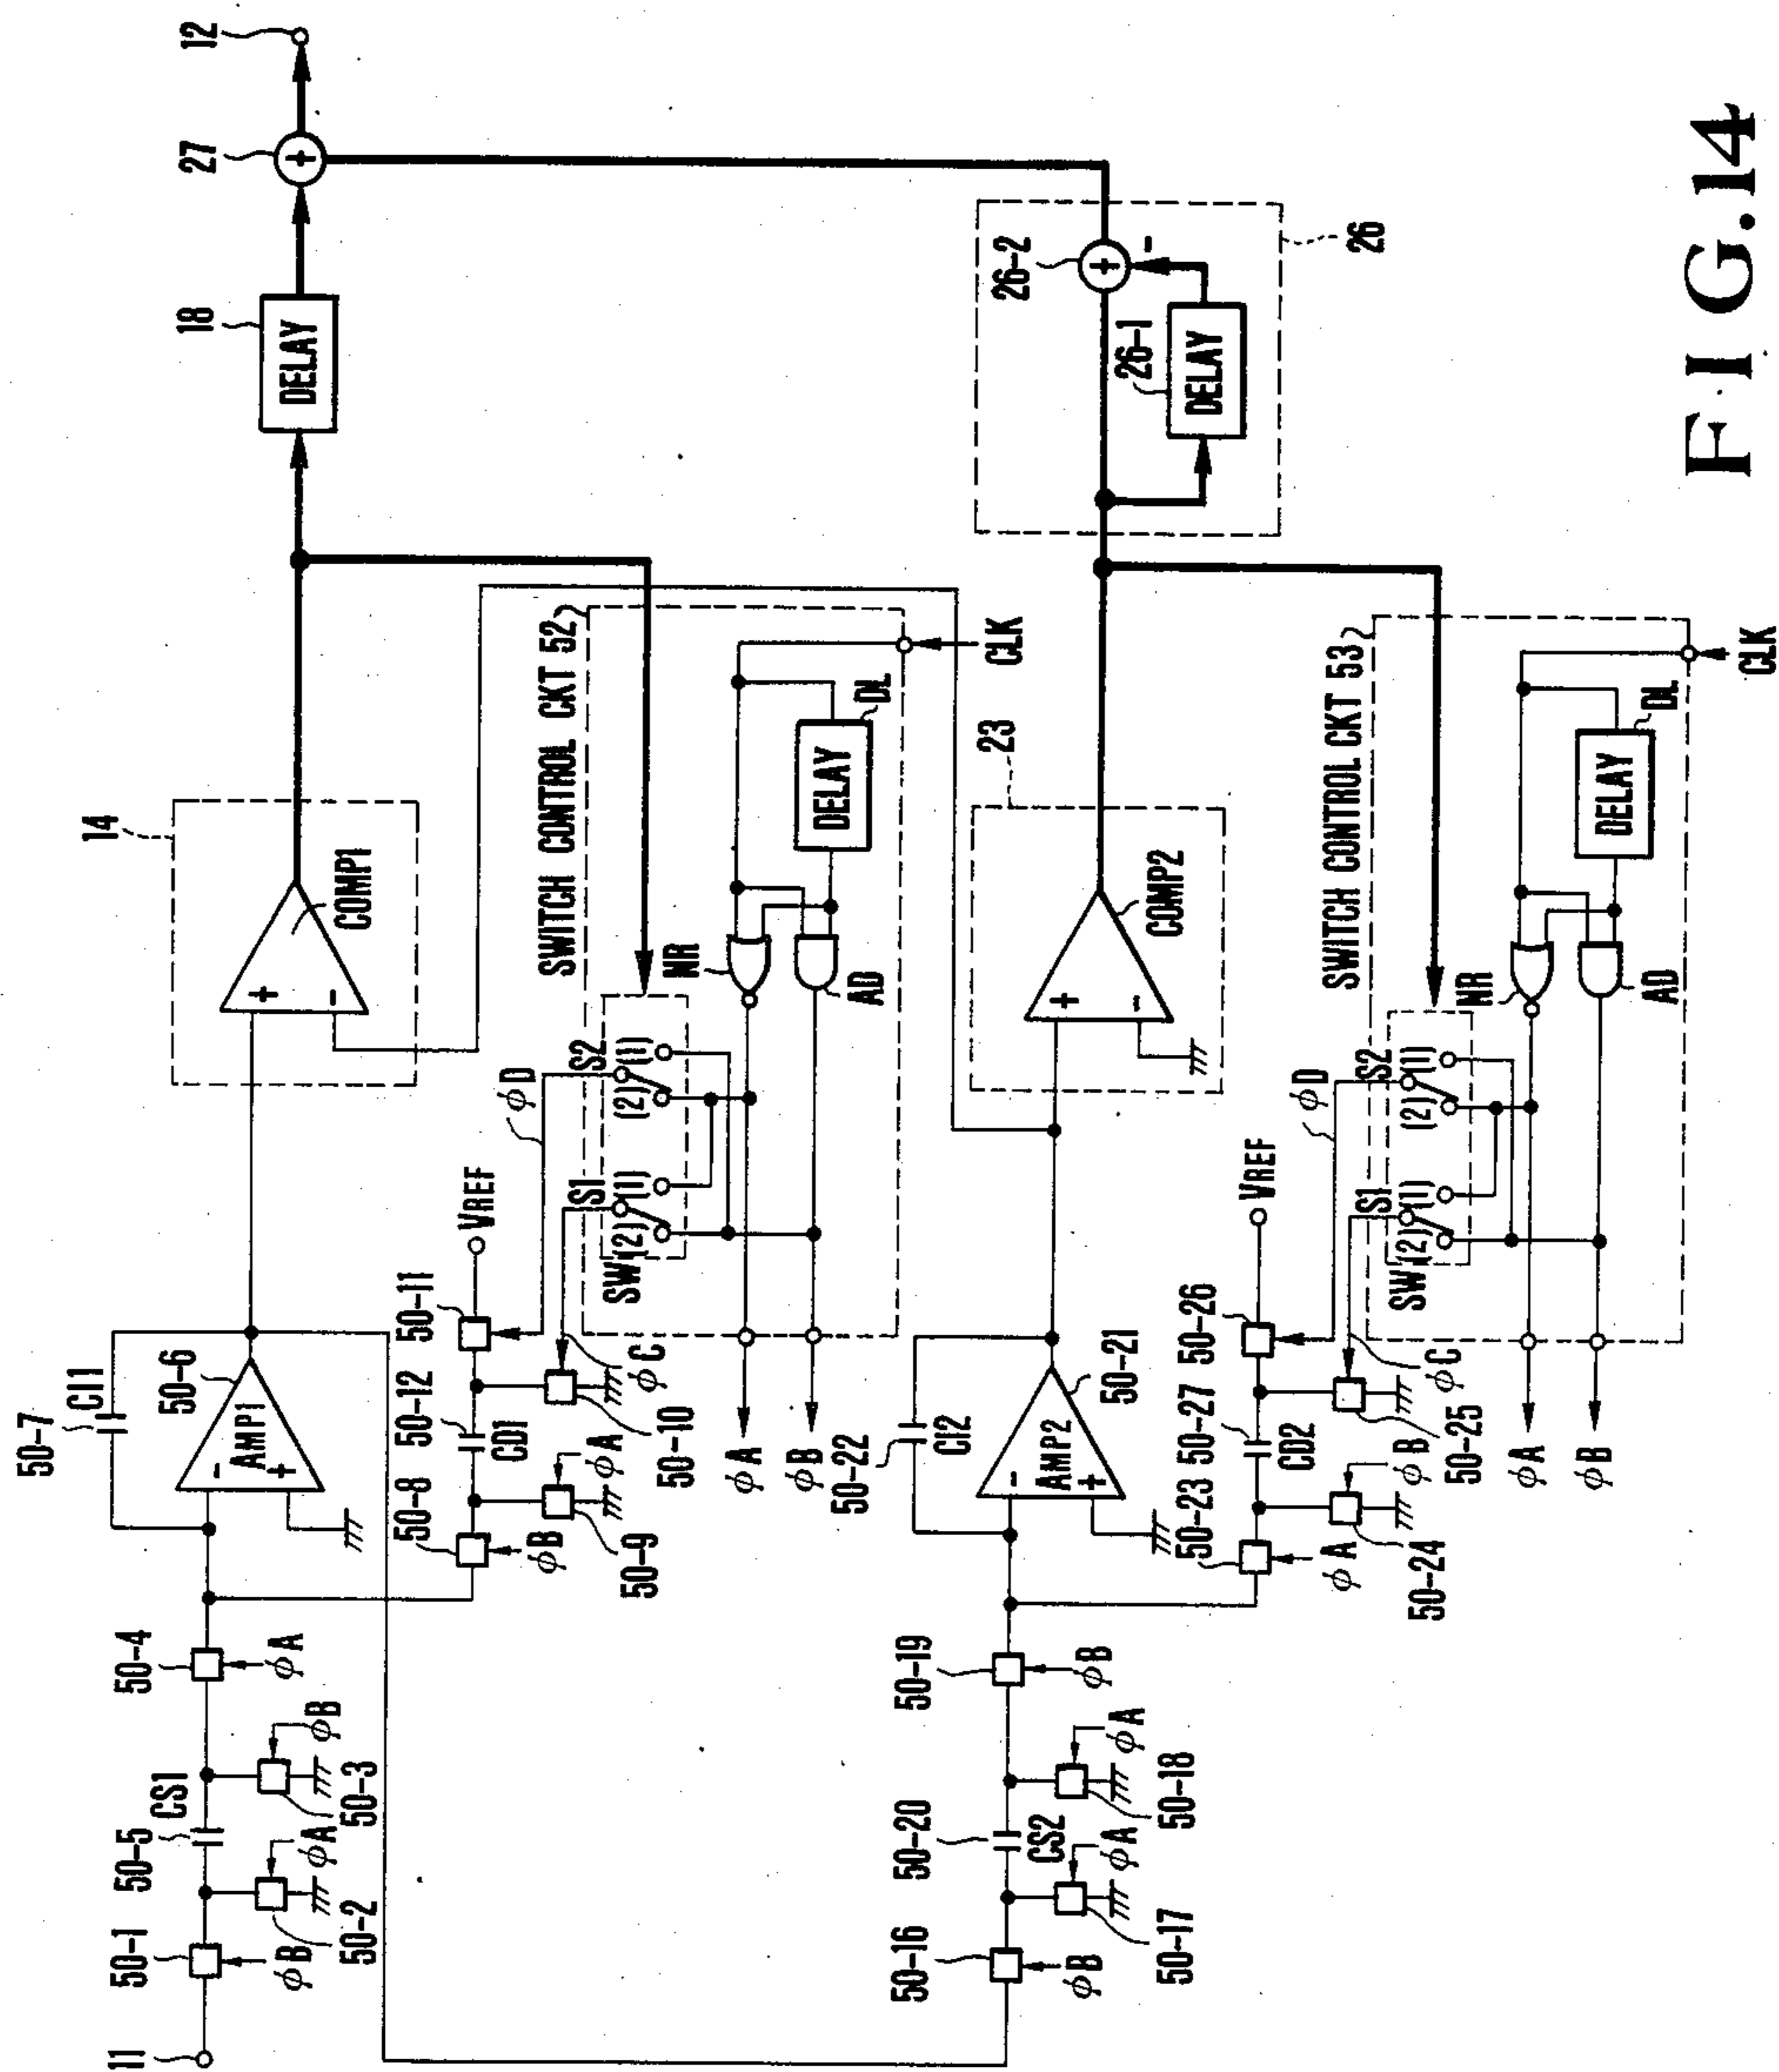 11
50-1
φB
50-2
φA
50-5
CS1
50-3
φB
50-4
φA
50-7
CI1
50-6
AMP1
-
+
14
COMP1
+
-
18
DELAY
27
+
12
50-8
φB
50-9
φA
50-12
CD1
50-10
φC
50-11
VREF
φD
SWITCH CONTROL CKT 52
SW
S1
(2)
(1)
S2
(2)
(1)
NR
AD
DELAY
DL
CLK
φA
φB
50-16
φB
50-17
φA
50-20
CS2
50-18
φA
50-19
φB
50-22
CI2
50-21
AMP2
-
+
23
COMP2
+
-
26-2
+
-
26-1
DELAY
26
50-23
φA
50-24
φB
50-27
CD2
50-25
φC
50-26
VREF
φD
SWITCH CONTROL CKT 53
SW
S1
(2)
(1)
S2
(2)
(1)
NR
AD
DELAY
DL
CLK
φA
φB
FIG.14